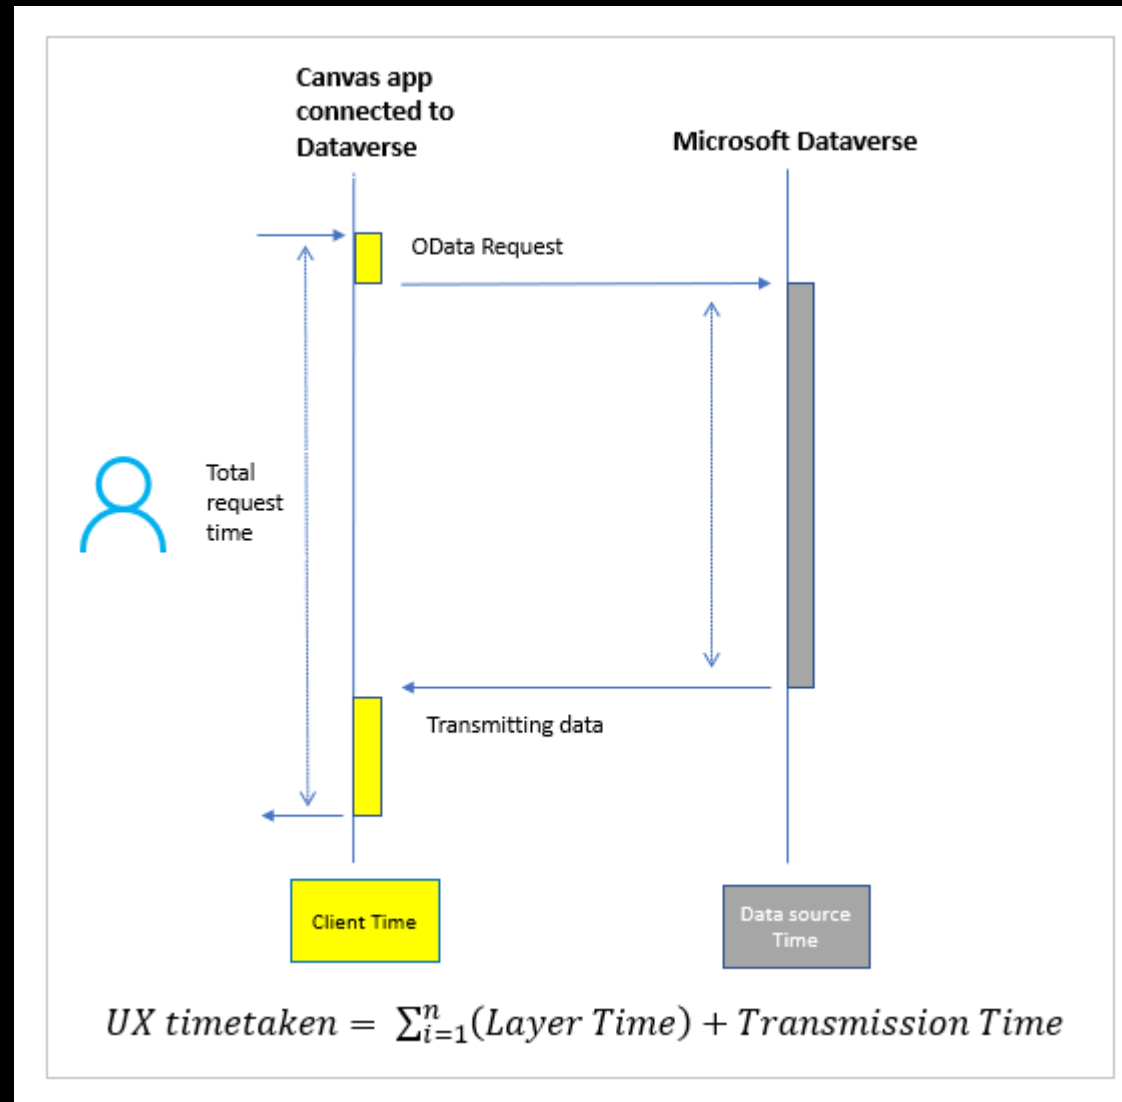 Canvas app
connected to
Dataverse
Microsoft Dataverse
OData Request
Total
request
time
Transmitting data
Client Time
Data source
Time
UX timetaken = ∑ⁿᵢ₌₁(Layer Time) + Transmission Time